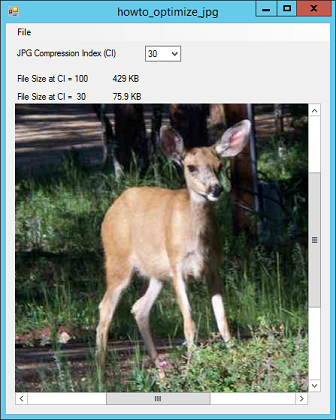 howto_optimize_jpg
File
JPG Compression Index (CI) 30
File Size at CI = 100 429 KB
File Size at CI = 30 75.9 KB